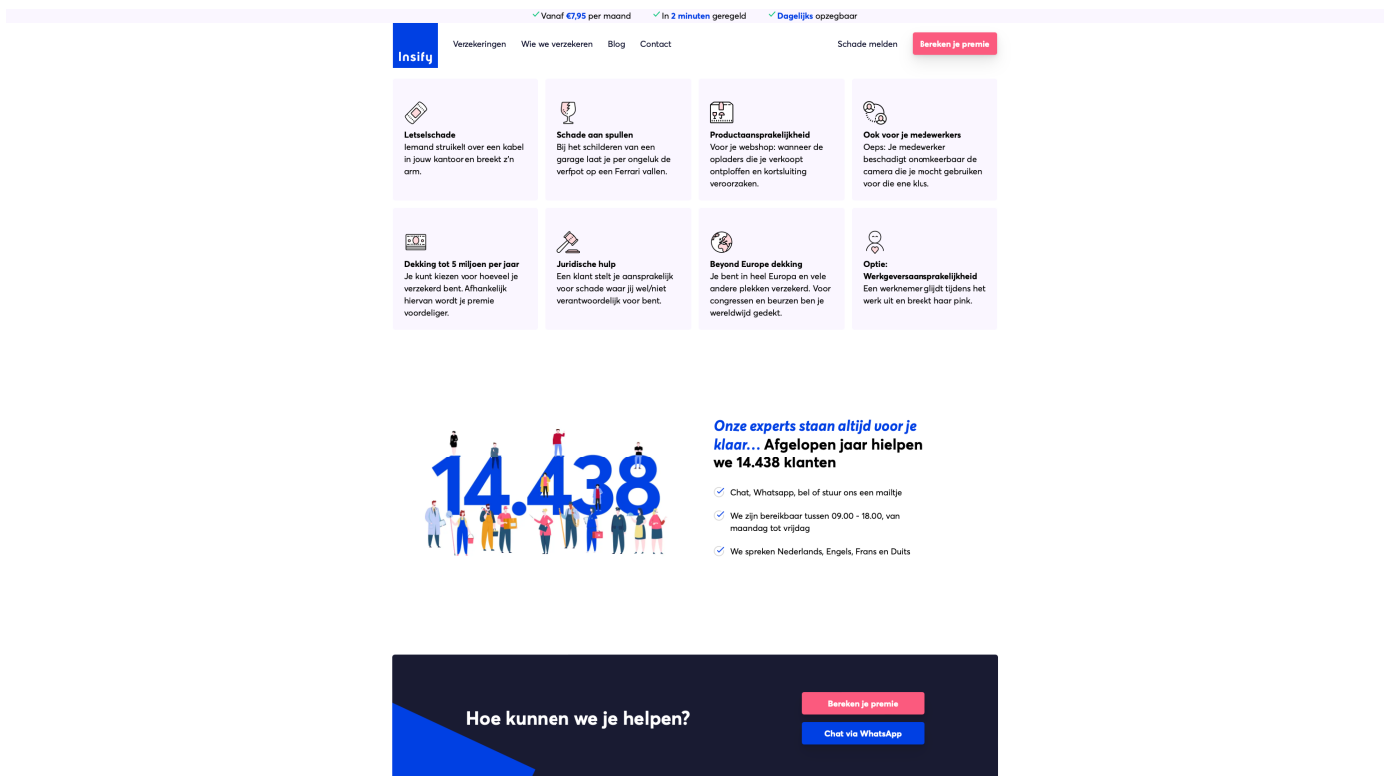 Vanaf €7,95 per maand
In 2 minuten geregeld
Dagelijks opzegbaar
Insify
Verzekeringen
Wie we verzekeren
Blog
Contact
Schade melden
Bereken je premie
Letselschade
Iemand struikelt over een kabel
in jouw kantoor en breekt z'n
arm.
Schade aan spullen
Bij het schilderen van een
garage laat je per ongeluk de
verfpot op een Ferrari vallen.
Productaansprakelijkheid
Voor je webshop: wanneer de
opladers die je verkoopt
ontploffen en kortsluiting
veroorzaken.
Ook voor je medewerkers
Oeps: Je medewerker
beschadigt onomkeerbaar de
camera die je mocht gebruiken
voor die ene klus.
Dekking tot 5 miljoen per jaar
Je kunt kiezen voor hoeveel je
verzekerd bent. Afhankelijk
hiervan wordt je premie
voordeliger.
Juridische hulp
Een klant stelt je aansprakelijk
voor schade waar jij wel/niet
verantwoordelijk voor bent.
Beyond Europe dekking
Je bent in heel Europa en vele
andere plekken verzekerd. Voor
congressen en beurzen ben je
wereldwijd gedekt.
Optie:
Werkgeversaansprakelijkheid
Een werknemer glijdt tijdens het
werk uit en breekt haar pink.
14.438
Onze experts staan altijd voor je
klaar... Afgelopen jaar hielpen
we 14.438 klanten
Chat, Whatsapp, bel of stuur ons een mailtje
We zijn bereikbaar tussen 09.00 - 18.00, van
maandag tot vrijdag
We spreken Nederlands, Engels, Frans en Duits
Hoe kunnen we je helpen?
Bereken je premie
Chat via WhatsApp